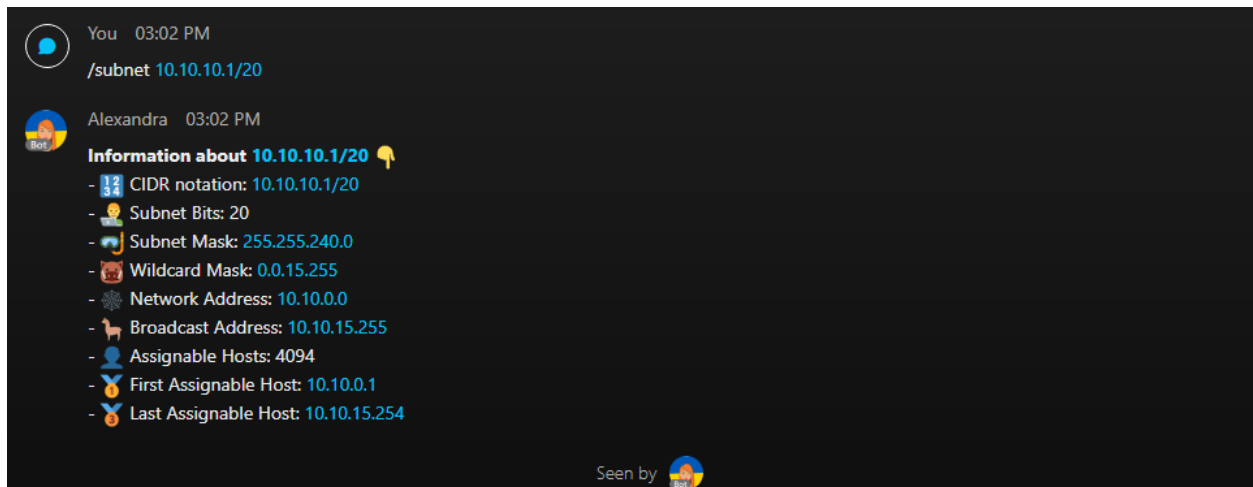 You 03:02 PM
/subnet 10.10.10.1/20
Alexandra 03:02 PM
Bot
Information about 10.10.10.1/20 👇
- 🔢 CIDR notation: 10.10.10.1/20
- 👨‍💻 Subnet Bits: 20
- 🤿 Subnet Mask: 255.255.240.0
- 🐗 Wildcard Mask: 0.0.15.255
- 🕸 Network Address: 10.10.0.0
- 🦙 Broadcast Address: 10.10.15.255
- 👤 Assignable Hosts: 4094
- 🥇 First Assignable Host: 10.10.0.1
- 🥉 Last Assignable Host: 10.10.15.254
Seen by
Bot